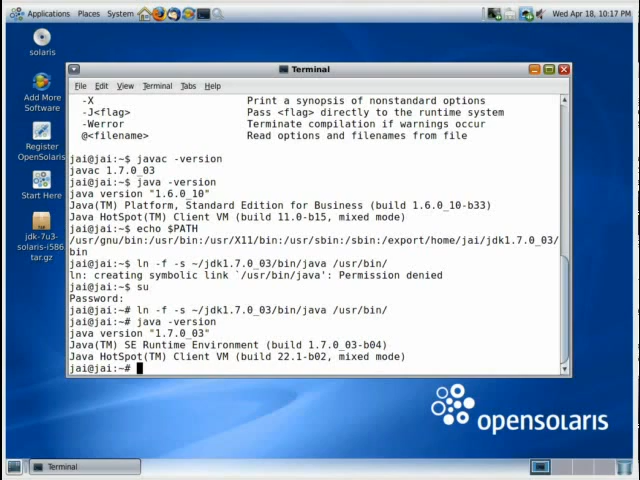 Applications Places System
Wed Apr 18, 10:17 PM
solaris
Add More
Software
Register
OpenSolaris
Start Here
jdk-7u3-
solaris-i586.
tar.gz
Terminal
File Edit View Terminal Tabs Help
-X Print a synopsis of nonstandard options
-J<flag> Pass <flag> directly to the runtime system
-Werror Terminate compilation if warnings occur
@<filename> Read options and filenames from file
jai@jai:~$ javac -version
javac 1.7.0_03
jai@jai:~$ java -version
java version "1.6.0_10"
Java(TM) Platform, Standard Edition for Business (build 1.6.0_10-b33)
Java HotSpot(TM) Client VM (build 11.0-b15, mixed mode)
jai@jai:~$ echo $PATH
/usr/gnu/bin:/usr/bin:/usr/X11/bin:/usr/sbin:/sbin:/export/home/jai/jdk1.7.0_03/
bin
jai@jai:~$ ln -f -s ~/jdk1.7.0_03/bin/java /usr/bin/
ln: creating symbolic link `/usr/bin/java': Permission denied
jai@jai:~$ su
Password:
jai@jai:~# ln -f -s ~/jdk1.7.0_03/bin/java /usr/bin/
jai@jai:~# java -version
java version "1.7.0_03"
Java(TM) SE Runtime Environment (build 1.7.0_03-b04)
Java HotSpot(TM) Client VM (build 22.1-b02, mixed mode)
jai@jai:~#
opensolaris
Terminal